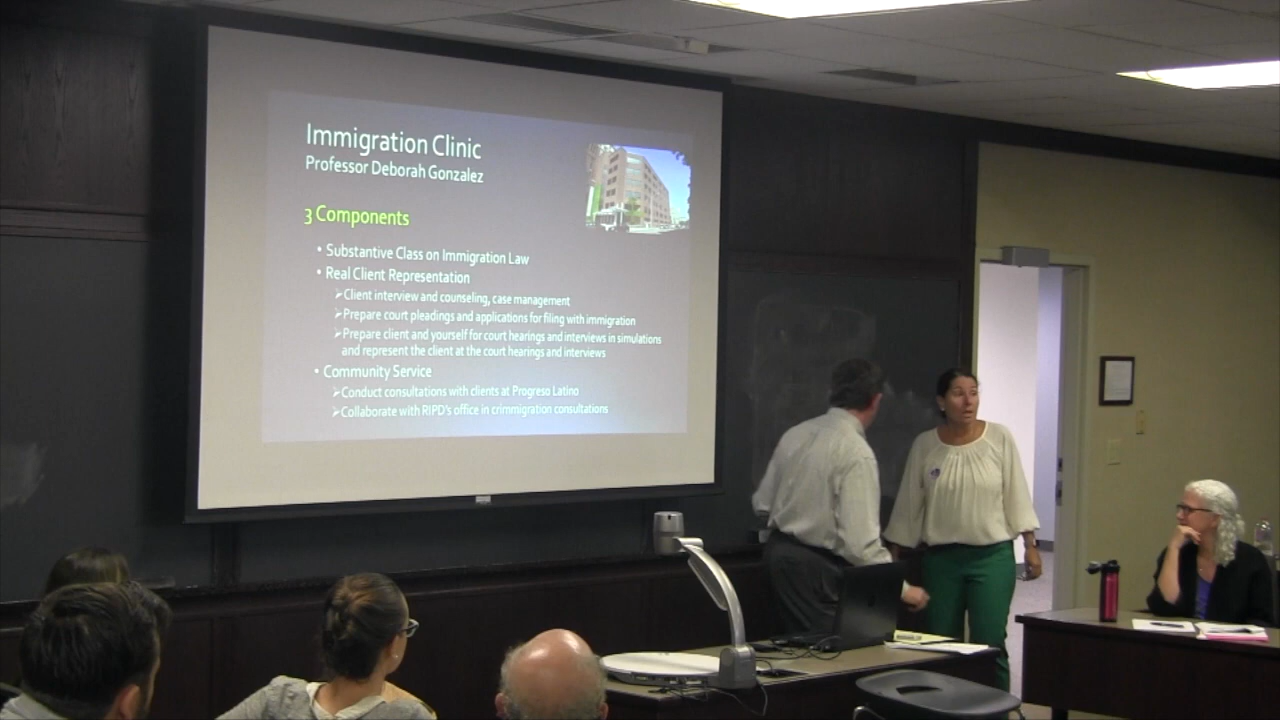 Immigration Clinic
Professor Deborah Gonzalez
3 Components
• Substantive Class on Immigration Law
• Real Client Representation
➢Client interview and counseling, case management
➢Prepare court pleadings and applications for filing with immigration
➢Prepare client and yourself for court hearings and interviews in simulations
and represent the client at the court hearings and interviews
• Community Service
➢Conduct consultations with clients at Progreso Latino
➢Collaborate with RIPD's office in crimmigration consultations